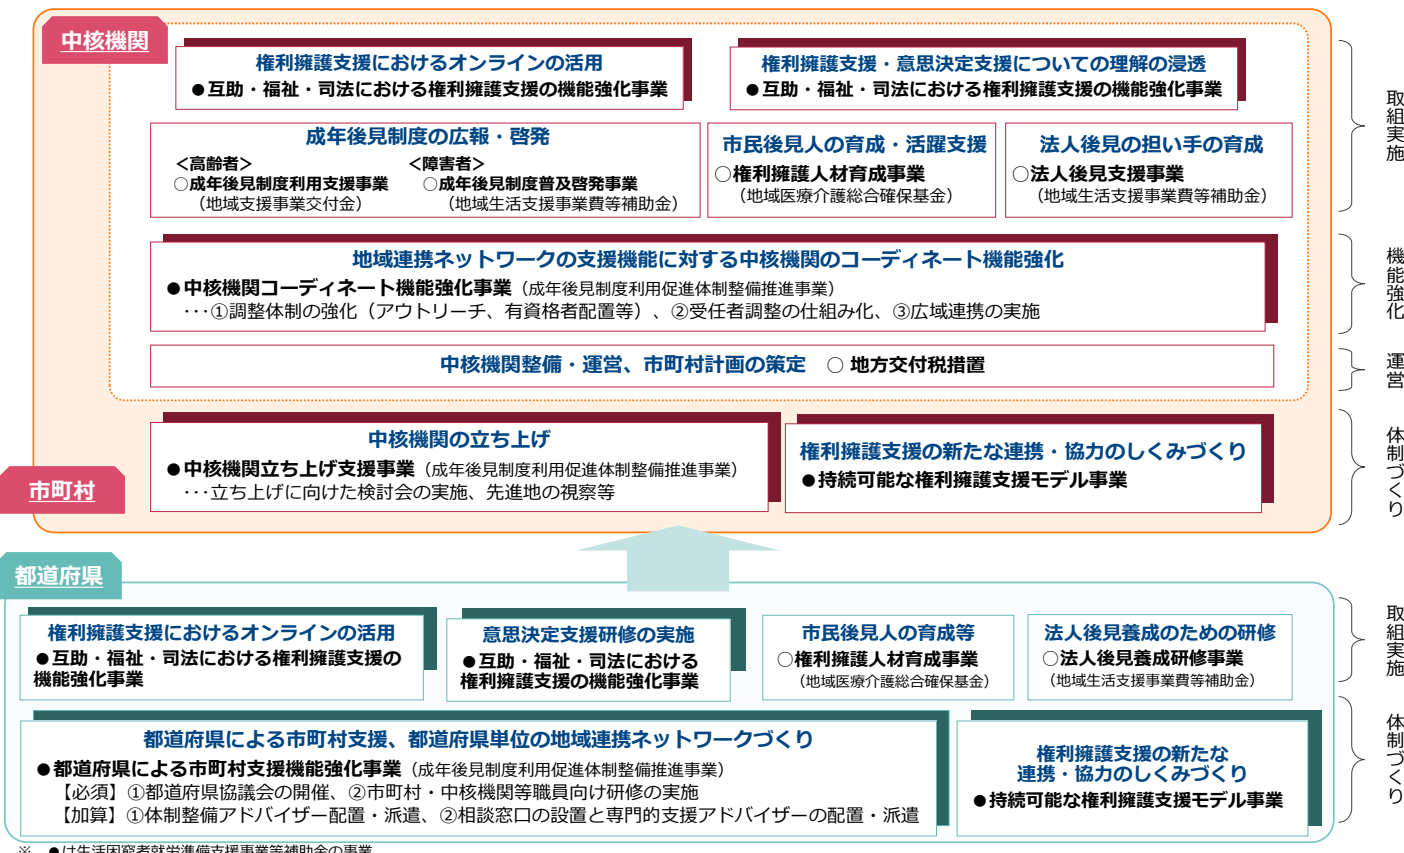 中核機関
権利擁護支援におけるオンラインの活用
●互助・福祉・司法における権利擁護支援の機能強化事業
権利擁護支援・意思決定支援についての理解の浸透
●互助・福祉・司法における権利擁護支援の機能強化事業
取組実施
成年後見制度の広報・啓発
＜高齢者＞
○成年後見制度利用支援事業
（地域支援事業交付金）
＜障害者＞
○成年後見制度普及啓発事業
（地域生活支援事業費等補助金）
市民後見人の育成・活躍支援
○権利擁護人材育成事業
（地域医療介護総合確保基金）
法人後見の担い手の育成
○法人後見支援事業
（地域生活支援事業費等補助金）
地域連携ネットワークの支援機能に対する中核機関のコーディネート機能強化
●中核機関コーディネート機能強化事業（成年後見制度利用促進体制整備推進事業）
･･･①調整体制の強化（アウトリーチ、有資格者配置等）、②受任者調整の仕組み化、③広域連携の実施
機能強化
中核機関整備・運営、市町村計画の策定　○ 地方交付税措置
運営
中核機関の立ち上げ
●中核機関立ち上げ支援事業（成年後見制度利用促進体制整備推進事業）
･･･立ち上げに向けた検討会の実施、先進地の視察等
権利擁護支援の新たな連携・協力のしくみづくり
●持続可能な権利擁護支援モデル事業
体制づくり
市町村
都道府県
権利擁護支援におけるオンラインの活用
●互助・福祉・司法における権利擁護支援の
機能強化事業
意思決定支援研修の実施
●互助・福祉・司法における
権利擁護支援の機能強化事業
市民後見人の育成等
○権利擁護人材育成事業
（地域医療介護総合確保基金）
法人後見養成のための研修
○法人後見養成研修事業
（地域生活支援事業費等補助金）
取組実施
都道府県による市町村支援、都道府県単位の地域連携ネットワークづくり
●都道府県による市町村支援機能強化事業（成年後見制度利用促進体制整備推進事業）
【必須】①都道府県協議会の開催、②市町村・中核機関等職員向け研修の実施
【加算】①体制整備アドバイザー配置・派遣、②相談窓口の設置と専門的支援アドバイザーの配置・派遣
権利擁護支援の新たな
連携・協力のしくみづくり
●持続可能な権利擁護支援モデル事業
体制づくり
※　●は生活困窮者就労準備支援事業等補助金の事業